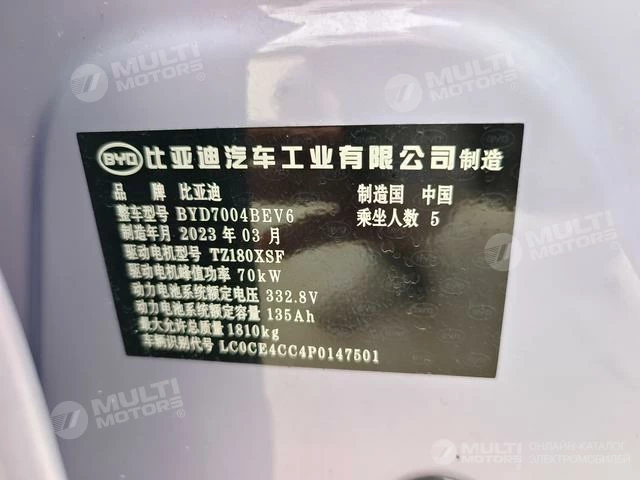 BYD 比亚迪汽车工业有限公司 制造
品 牌 比亚迪 制造国 中国
整车型号 BYD7004BEV6 乘坐人数 5
制造年月 2023 年 03 月
驱动电机型号 TZ180XSF
驱动电机峰值功率 70kW
动力电池系统额定电压 332.8V
动力电池系统额定容量 135Ah
最大允许总质量 1810kg
车辆识别代号 LC0CE4CC4P0147501
MULTI MOTORS
MULTI MOTORS
MULTI MOTORS
MULTI MOTORS
MULTI MOTORS
ОНЛАЙН-КАТАЛОГ
ЭЛЕКТРОМОБИЛЕЙ